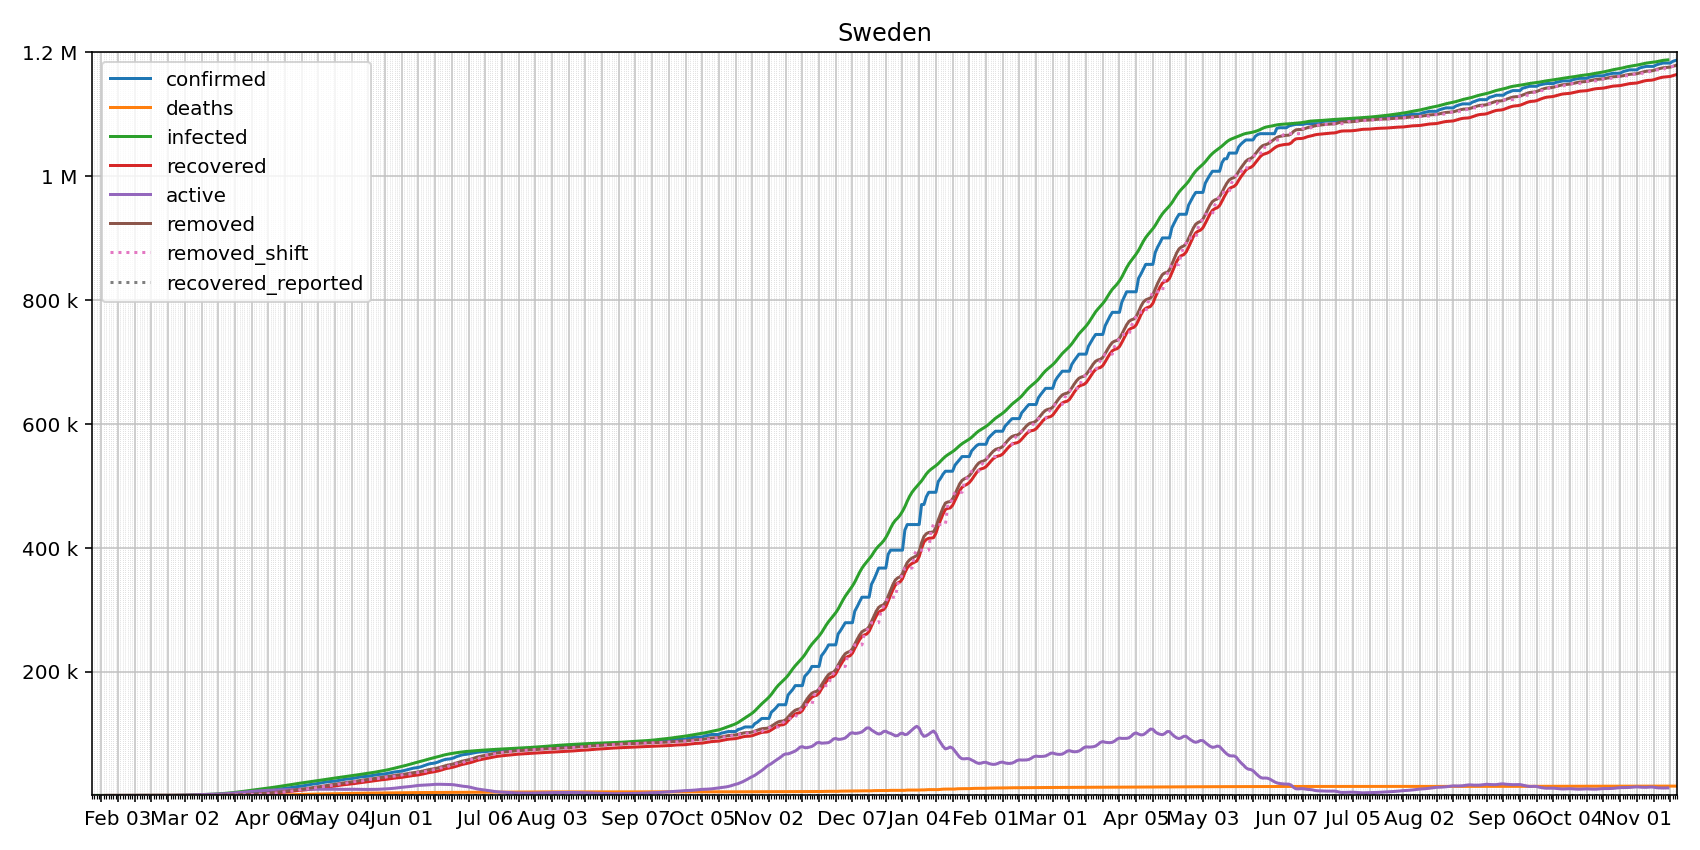 Sweden
1.2 M
1 M
800 k
600 k
400 k
200 k
confirmed
deaths
infected
recovered
active
removed
removed_shift
recovered_reported
Feb 03 Mar 02 Apr 06 May 04 Jun 01 Jul 06 Aug 03 Sep 07 Oct 05 Nov 02 Dec 07 Jan 04 Feb 01 Mar 01 Apr 05 May 03 Jun 07 Jul 05 Aug 02 Sep 06 Oct 04 Nov 01